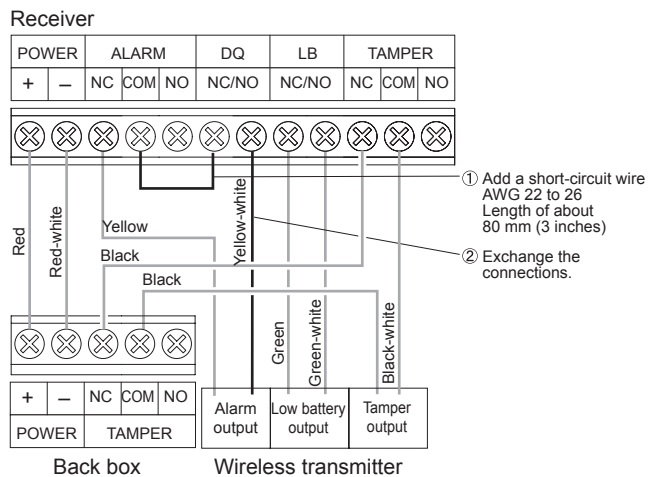 Receiver
POWER ALARM DQ LB TAMPER
+ – NC COM NO NC/NO NC/NO NC COM NO
① Add a short-circuit wire
AWG 22 to 26
Length of about
80 mm (3 inches)
② Exchange the
connections.
Red
Red-white
Yellow
Yellow-white
Black
Black
Green
Green-white
Black-white
+ – NC COM NO
POWER TAMPER
Back box
Alarm
output
Low battery
output
Tamper
output
Wireless transmitter